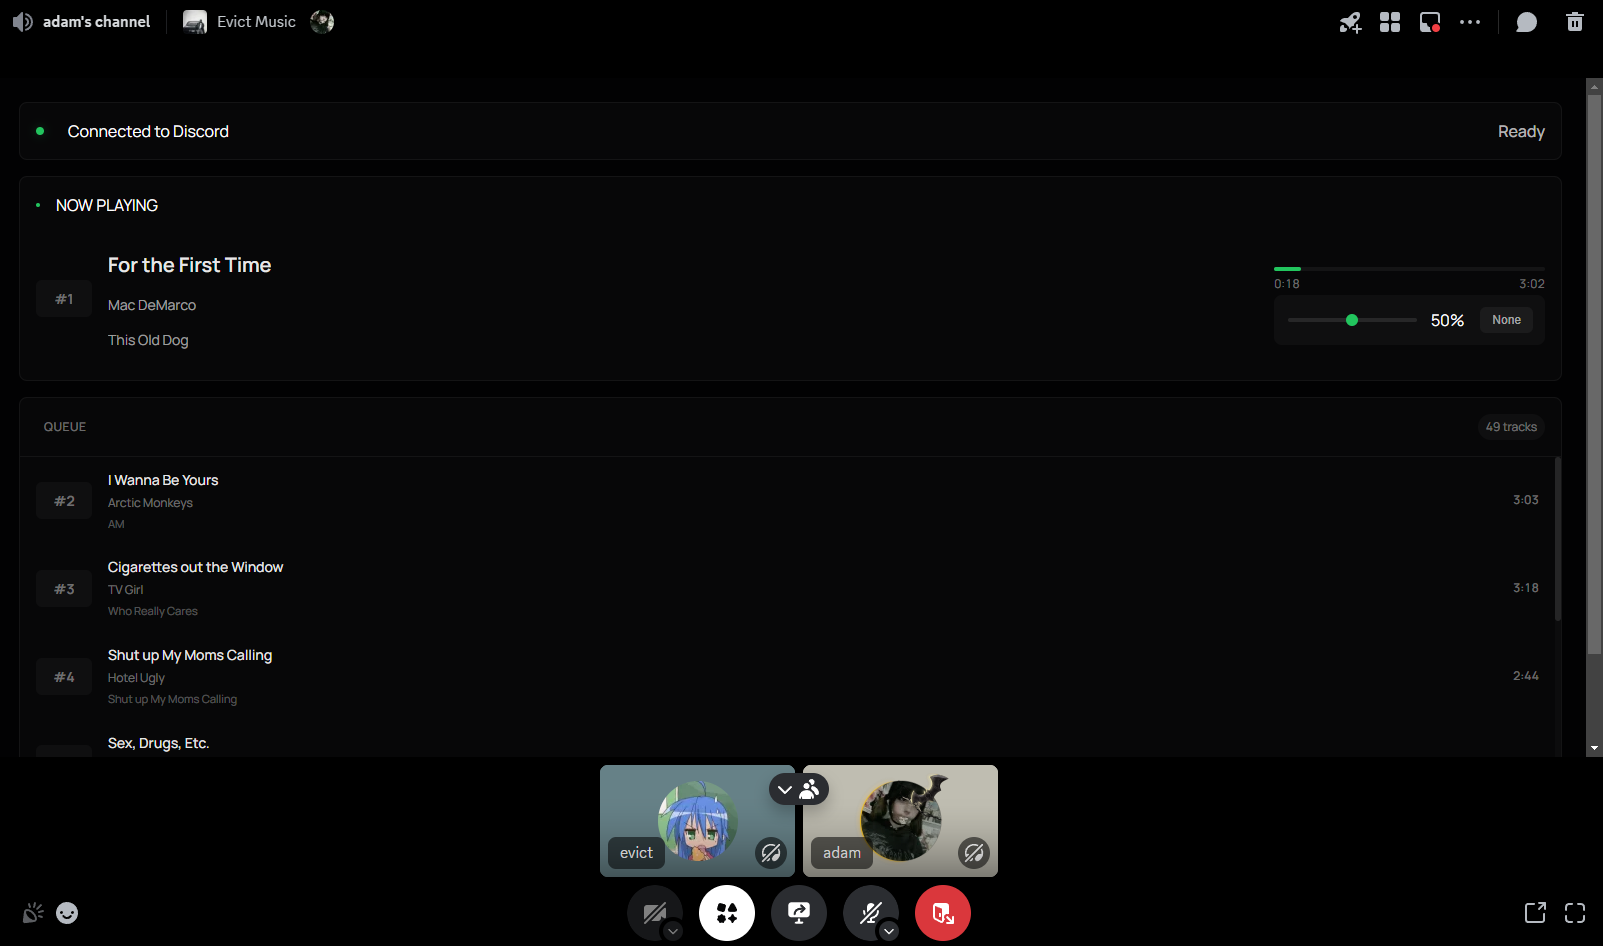 adam's channel
Evict Music
Connected to Discord
Ready
NOW PLAYING
For the First Time
#1
Mac DeMarco
This Old Dog
0:18
3:02
50%
None
QUEUE
49 tracks
I Wanna Be Yours
#2
Arctic Monkeys
AM
3:03
Cigarettes out the Window
#3
TV Girl
Who Really Cares
3:18
Shut up My Moms Calling
#4
Hotel Ugly
Shut up My Moms Calling
2:44
Sex, Drugs, Etc.
evict
adam